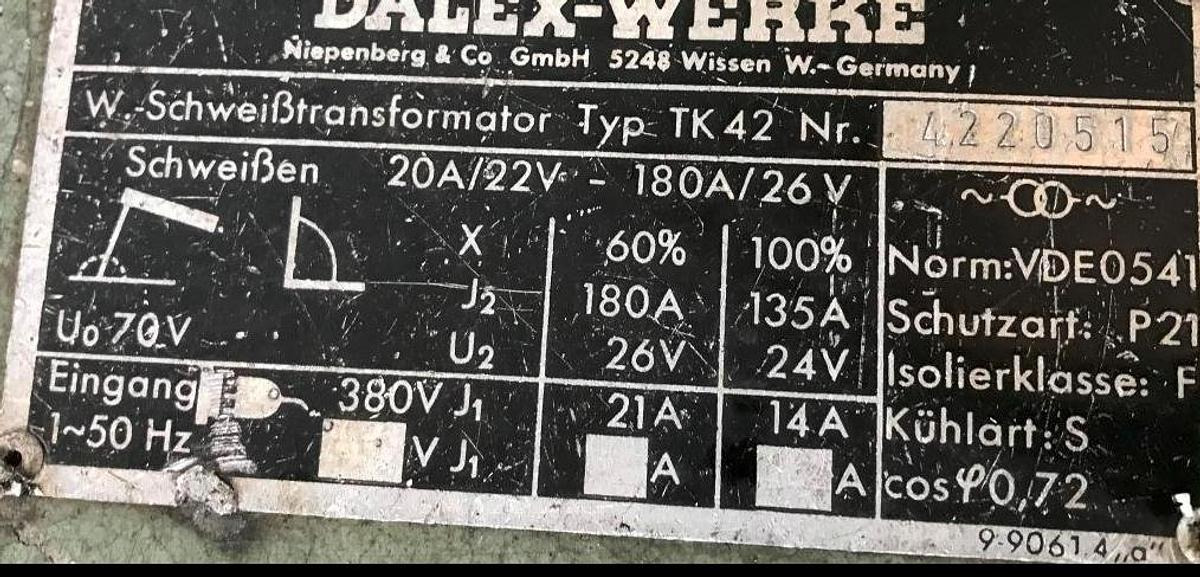 DALEX-WERKE
Niepenberg & Co GmbH 5248 Wissen W.-Germany
W.-Schweißtransformator Typ TK 42 Nr. 4220515
Schweißen 20A/22V - 180A/26V
X 60% 100%
J2 180A 135A
U0 70V U2 26V 24V
Eingang 380V J1 21A 14A
1~50 Hz V J1 A A
Norm:VDE0541
Schutzart: P21
Isolierklasse: F
Kühlart: S
cosφ0,72
9-9061.4 „a“